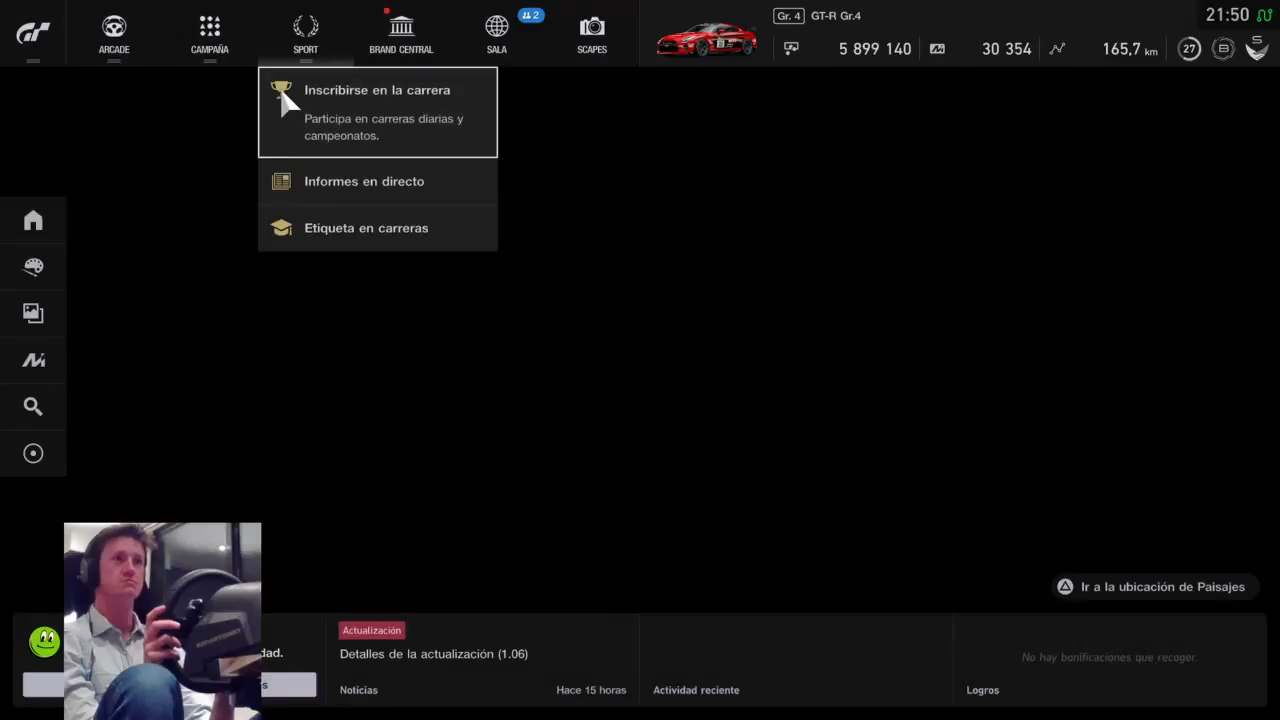 ARCADE
CAMPAÑA
SPORT
BRAND CENTRAL
2
SALA
SCAPES
Gr. 4 GT-R Gr.4
21:50
5 899 140
30 354
165,7 km
27
B
S
Inscribirse en la carrera
Participa en carreras diarias y
campeonatos.
Informes en directo
Etiqueta en carreras
Ir a la ubicación de Paisajes
dad.
s
Actualización
Detalles de la actualización (1.06)
Noticias
Hace 15 horas
Actividad reciente
No hay bonificaciones que recoger.
Logros